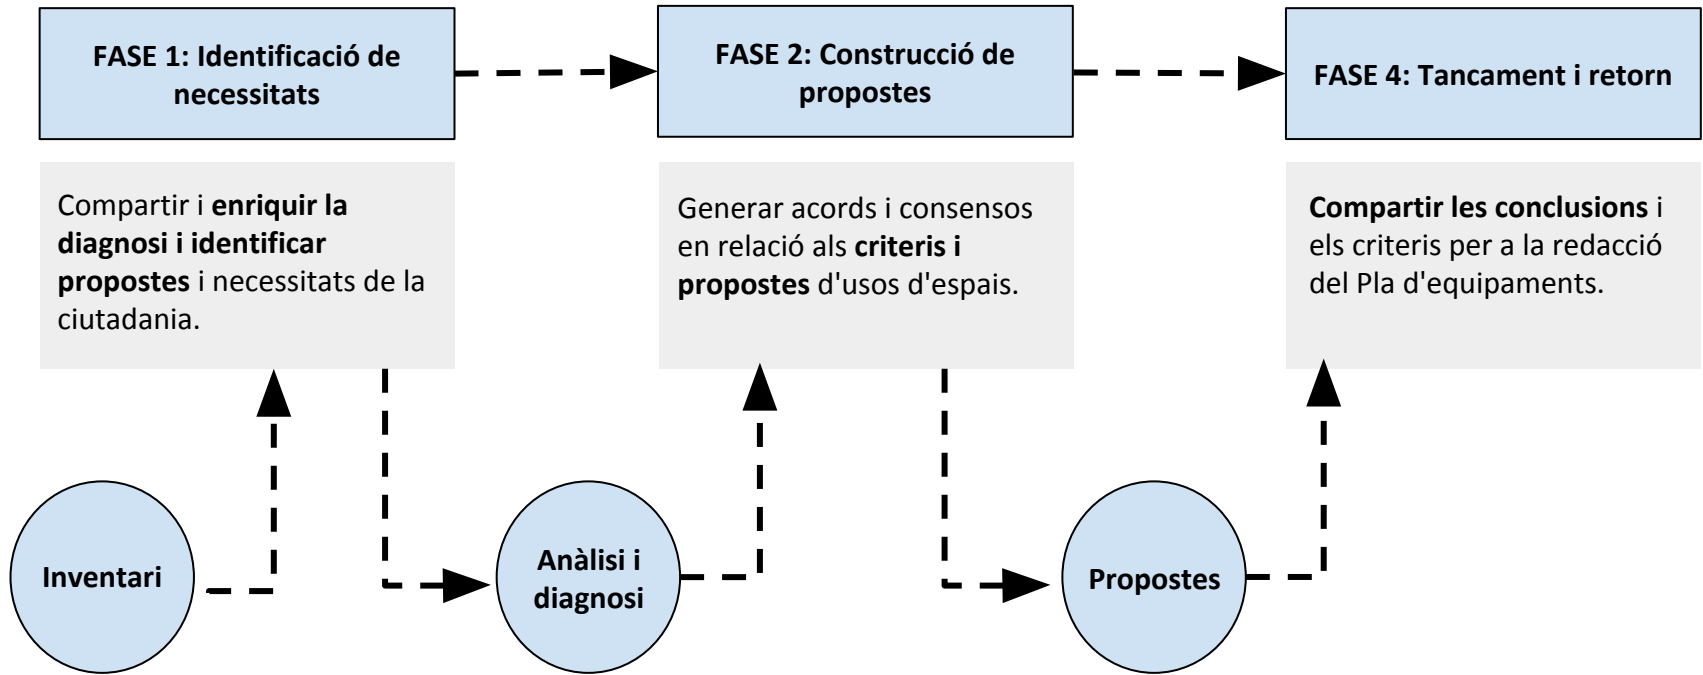 FASE 1: Identificació de
necessitats
FASE 2: Construcció de
propostes
FASE 4: Tancament i retorn
Compartir i enriquir la
diagnosi i identificar
propostes i necessitats de la
ciutadania.
Generar acords i consensos
en relació als criteris i
propostes d'usos d'espais.
Compartir les conclusions i
els criteris per a la redacció
del Pla d'equipaments.
Inventari
Anàlisi i
diagnosi
Propostes